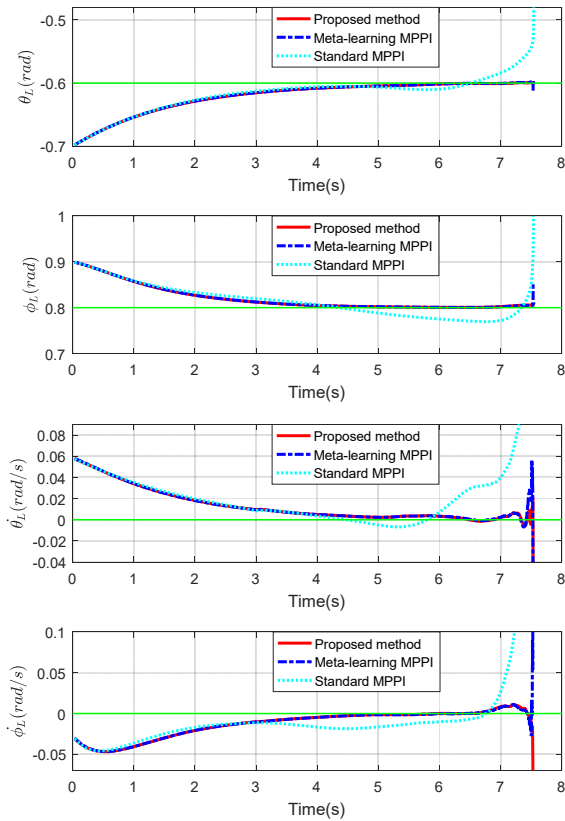 -0.5
-0.6
-0.7
θ_L(rad)
Proposed method
Meta-learning MPPI
Standard MPPI
0 1 2 3 4 5 6 7 8
Time(s)
1
0.9
0.8
0.7
ϕ_L(rad)
Proposed method
Meta-learning MPPI
Standard MPPI
0 1 2 3 4 5 6 7 8
Time(s)
0.08
0.06
0.04
0.02
0
-0.02
-0.04
θ̇_L(rad/s)
Proposed method
Meta-learning MPPI
Standard MPPI
0 1 2 3 4 5 6 7 8
Time(s)
0.1
0.05
0
-0.05
ϕ̇_L(rad/s)
Proposed method
Meta-learning MPPI
Standard MPPI
0 1 2 3 4 5 6 7 8
Time(s)